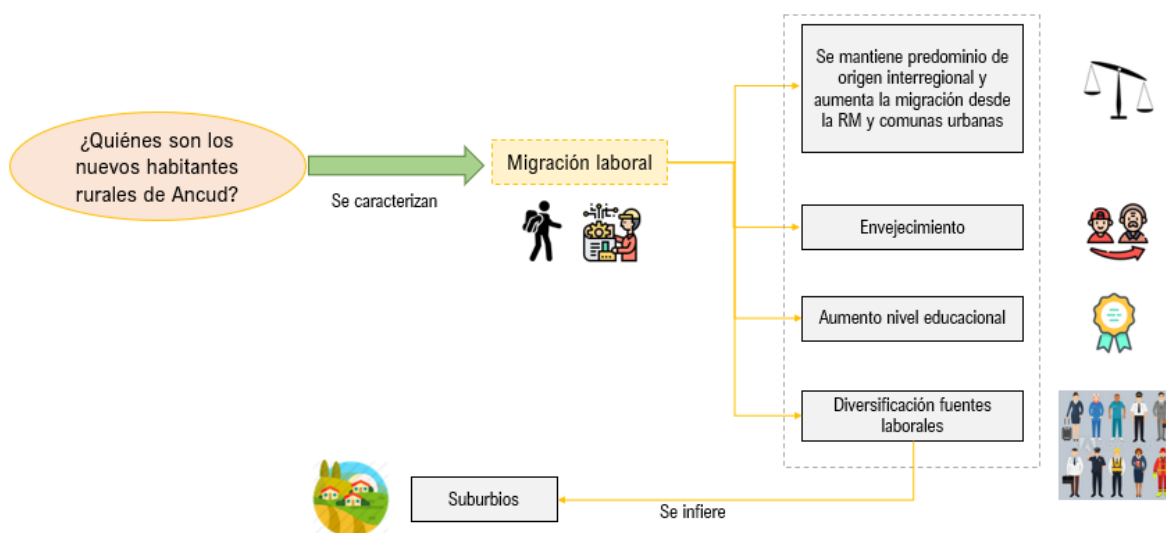 ¿Quiénes son los
nuevos habitantes
rurales de Ancud?
Se caracterizan
Migración laboral
Se mantiene predominio de
origen interregional y
aumenta la migración desde
la RM y comunas urbanas
Envejecimiento
Aumento nivel educacional
Diversificación fuentes
laborales
Se infiere
Suburbios